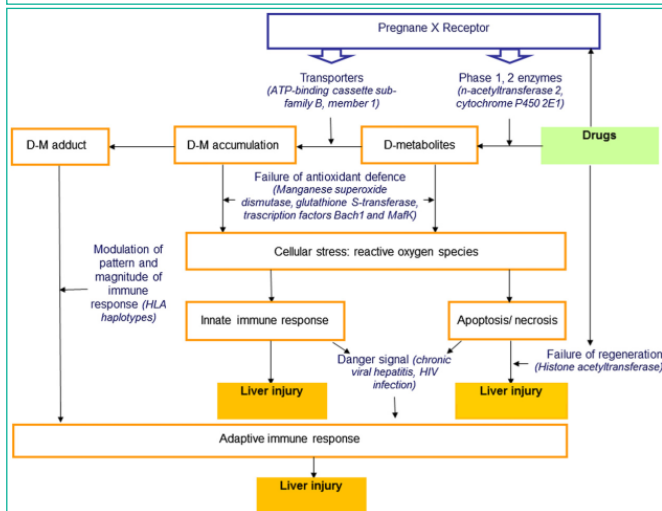 Pregnane X Receptor
Transporters
(ATP-binding cassette sub-
family B, member 1)
Phase 1, 2 enzymes
(n-acetyltransferase 2,
cytochrome P450 2E1)
D-M adduct
D-M accumulation
D-metabolites
Drugs
Failure of antioxidant defence
(Manganese superoxide
dismutase, glutathione S-transferase,
trascription factors Bach1 and MafK)
Cellular stress: reactive oxygen species
Modulation of
pattern and
magnitude of
immune
response (HLA
haplotypes)
Innate immune response
Apoptosis/ necrosis
Danger signal (chronic
viral hepatitis, HIV
infection)
Failure of regeneration
(Histone acetyltransferase)
Liver injury
Liver injury
Adaptive immune response
Liver injury